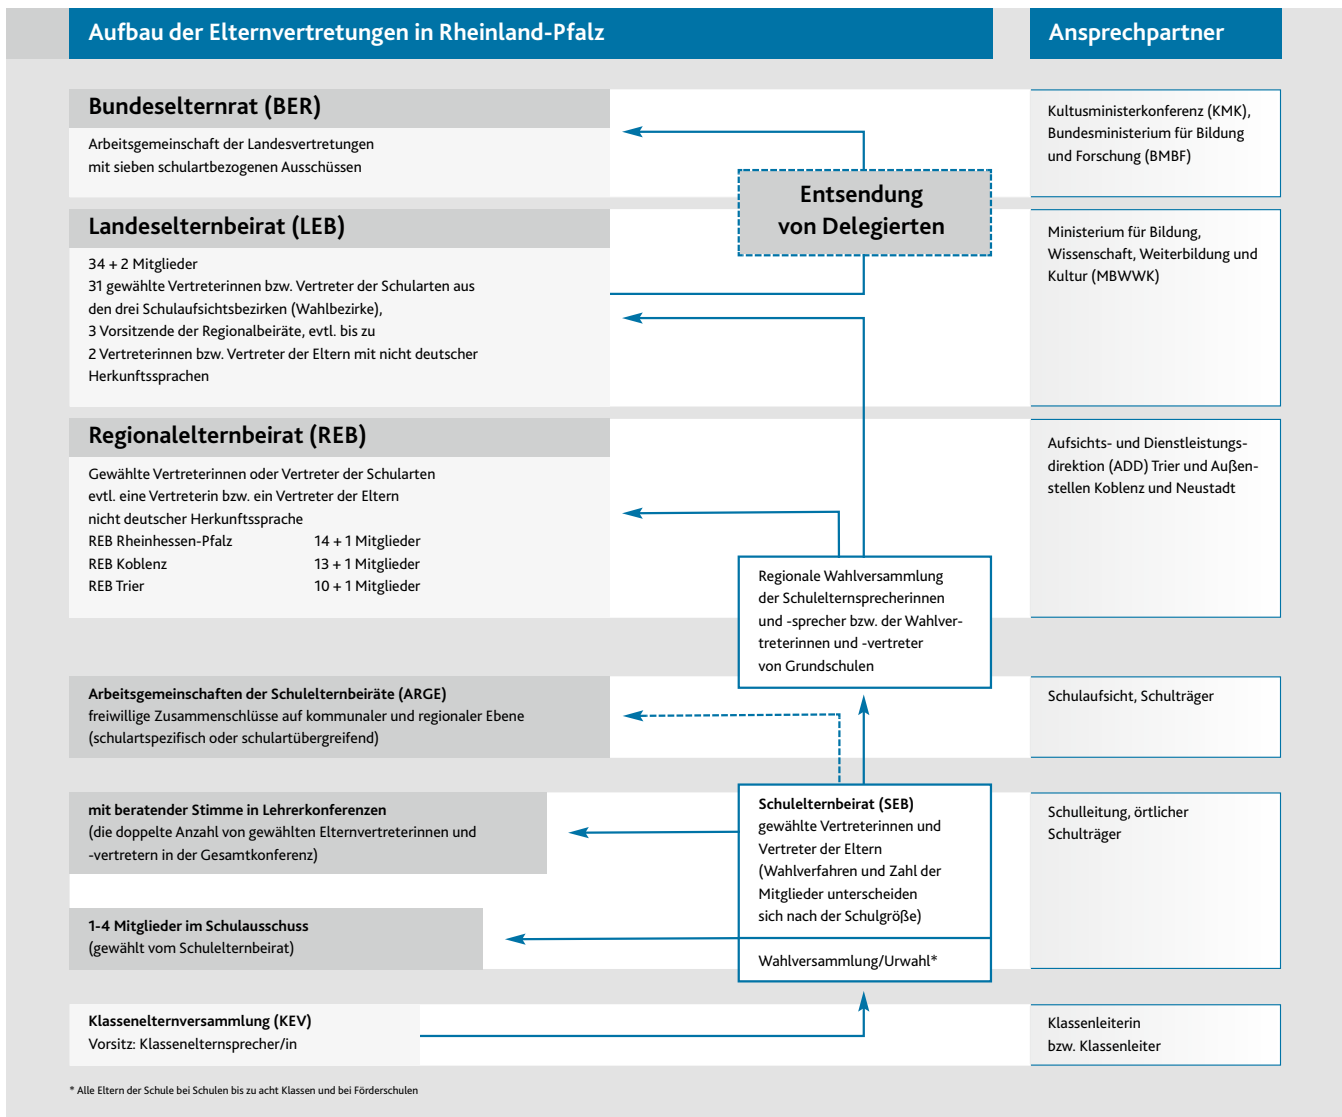 Aufbau der Elternvertretungen in Rheinland-Pfalz
Ansprechpartner
Bundeselternrat (BER)
Arbeitsgemeinschaft der Landesvertretungen
mit sieben schulartbezogenen Ausschüssen
Kultusministerkonferenz (KMK),
Bundesministerium für Bildung
und Forschung (BMBF)
Entsendung
von Delegierten
Landeselternbeirat (LEB)
34 + 2 Mitglieder
31 gewählte Vertreterinnen bzw. Vertreter der Schularten aus
den drei Schulaufsichtsbezirken (Wahlbezirke),
3 Vorsitzende der Regionalbeiräte, evtl. bis zu
2 Vertreterinnen bzw. Vertreter der Eltern mit nicht deutscher
Herkunftssprachen
Ministerium für Bildung,
Wissenschaft, Weiterbildung und
Kultur (MBWWK)
Regionalelternbeirat (REB)
Gewählte Vertreterinnen oder Vertreter der Schularten
evtl. eine Vertreterin bzw. ein Vertreter der Eltern
nicht deutscher Herkunftssprache
REB Rheinhessen-Pfalz 14 + 1 Mitglieder
REB Koblenz 13 + 1 Mitglieder
REB Trier 10 + 1 Mitglieder
Aufsichts- und Dienstleistungs-
direktion (ADD) Trier und Außen-
stellen Koblenz und Neustadt
Regionale Wahlversammlung
der Schulelternsprecherinnen
und -sprecher bzw. der Wahlver-
treterinnen und -vertreter
von Grundschulen
Arbeitsgemeinschaften der Schulelternbeiräte (ARGE)
freiwillige Zusammenschlüsse auf kommunaler und regionaler Ebene
(schulartspezifisch oder schulartübergreifend)
Schulaufsicht, Schulträger
mit beratender Stimme in Lehrerkonferenzen
(die doppelte Anzahl von gewählten Elternvertreterinnen und
-vertretern in der Gesamtkonferenz)
Schulelternbeirat (SEB)
gewählte Vertreterinnen und
Vertreter der Eltern
(Wahlverfahren und Zahl der
Mitglieder unterscheiden
sich nach der Schulgröße)
Wahlversammlung/Urwahl*
Schulleitung, örtlicher
Schulträger
1-4 Mitglieder im Schulausschuss
(gewählt vom Schulelternbeirat)
Klassenelternversammlung (KEV)
Vorsitz: Klassenelternsprecher/in
Klassenleiterin
bzw. Klassenleiter
* Alle Eltern der Schule bei Schulen bis zu acht Klassen und bei Förderschulen